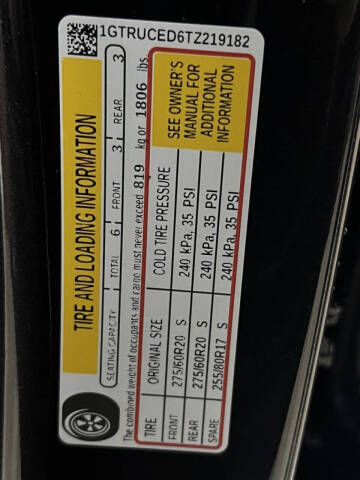 1GTRUCED6TZ219182
TIRE AND LOADING INFORMATION
SEATING CAPACITY TOTAL 6 FRONT 3 REAR 3
The combined weight of occupants and cargo must never exceed 819 kg or 1806 lbs.
TIRE ORIGINAL SIZE COLD TIRE PRESSURE
FRONT 275/60R20 S 240 kPa, 35 PSI
REAR 275/60R20 S 240 kPa, 35 PSI
SPARE 255/80R17 S 240 kPa, 35 PSI
SEE OWNER'S
MANUAL FOR
ADDITIONAL
INFORMATION